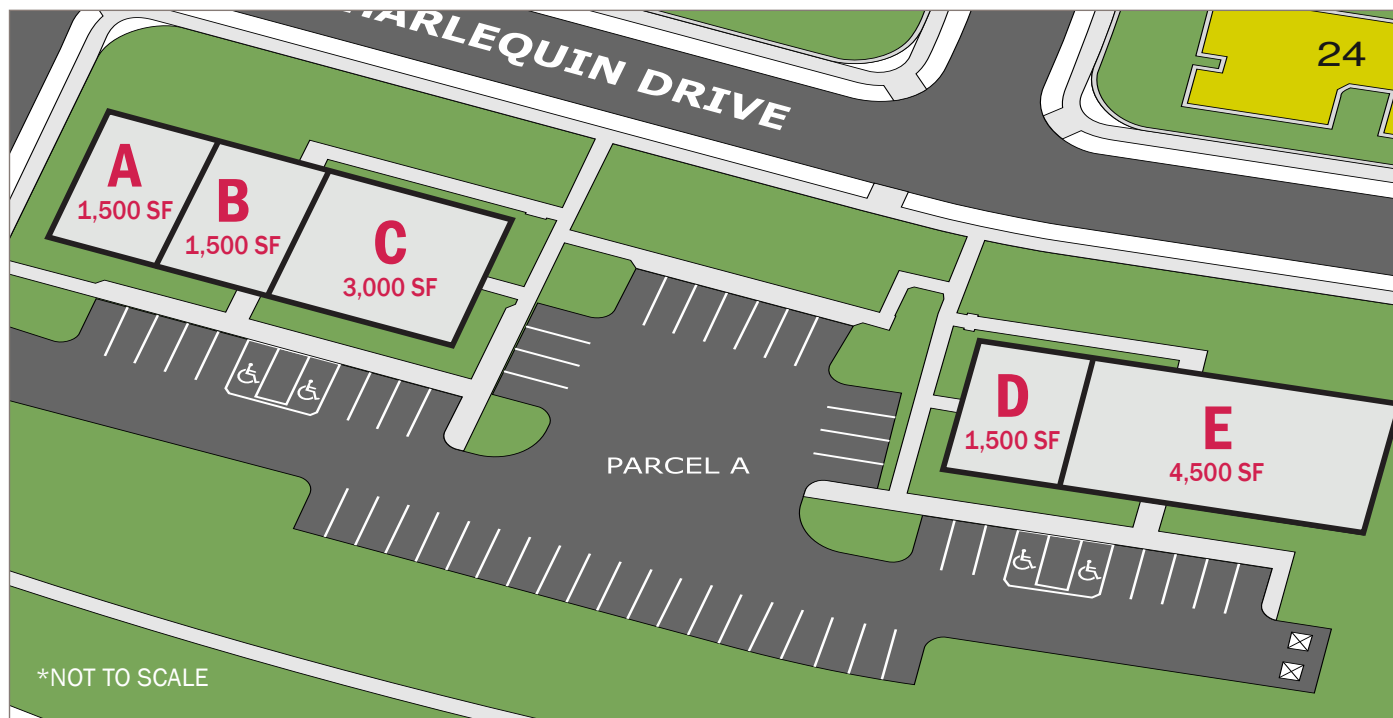 HARLEQUIN DRIVE
24
A
1,500 SF
B
1,500 SF
C
3,000 SF
D
1,500 SF
E
4,500 SF
PARCEL A
*NOT TO SCALE